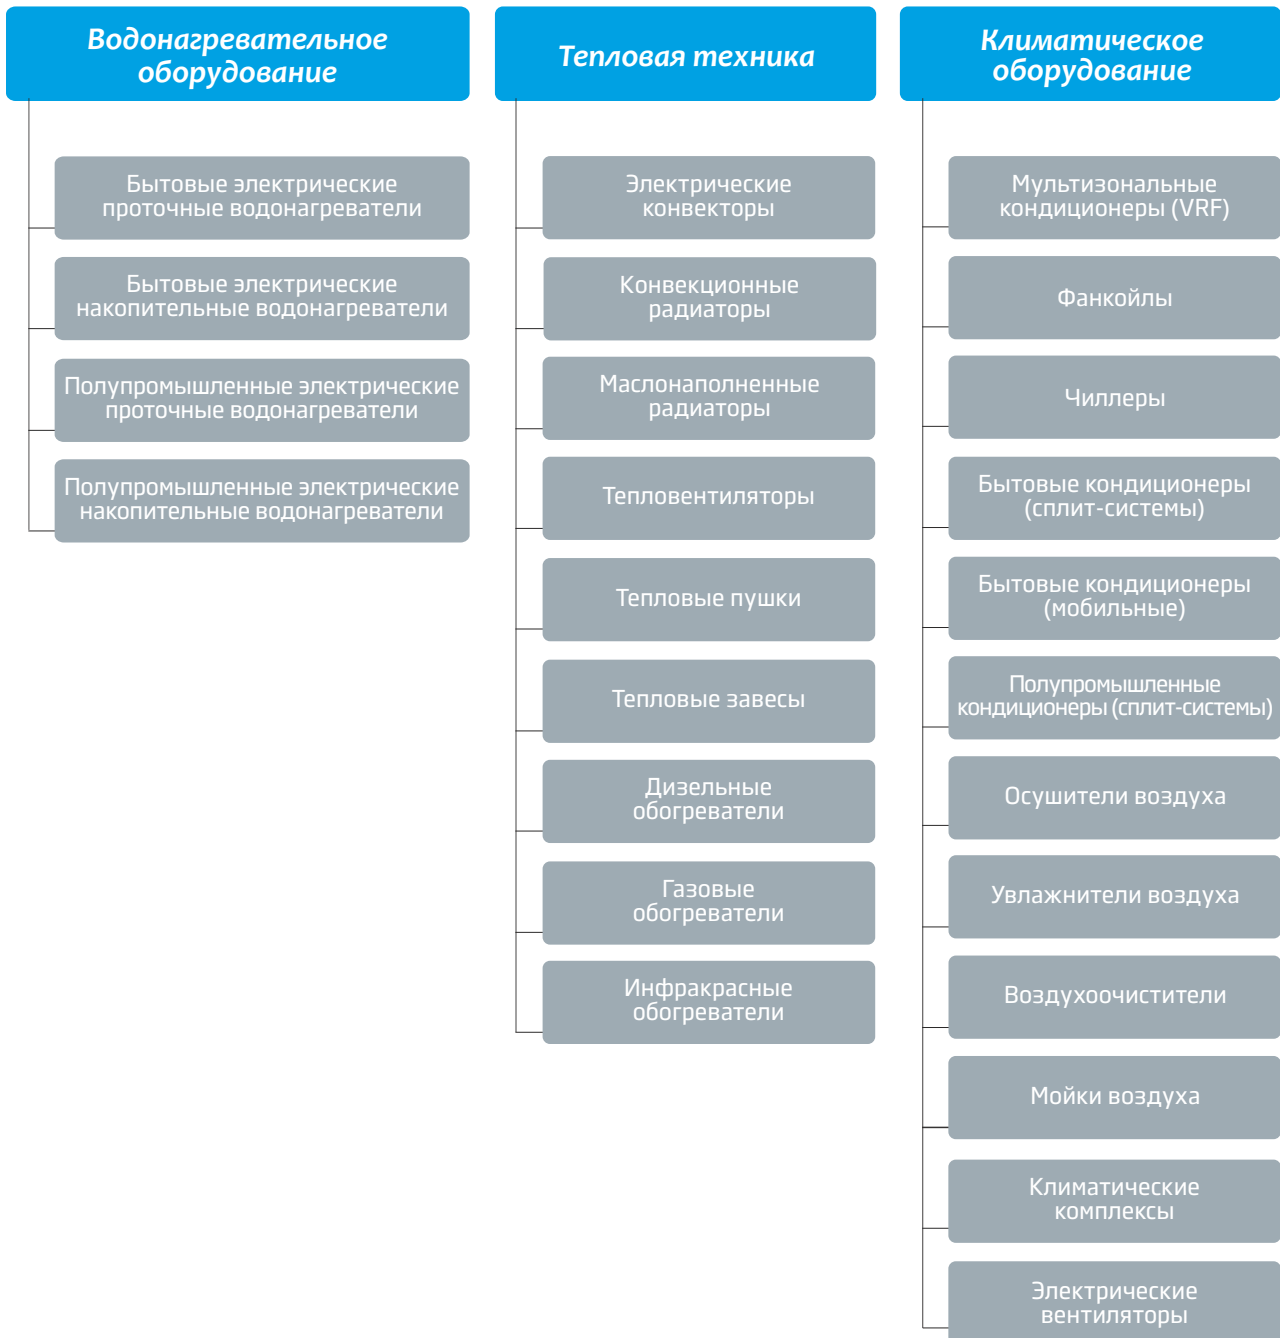 Водонагревательное
оборудование
Бытовые электрические
проточные водонагреватели
Бытовые электрические
накопительные водонагреватели
Полупромышленные электрические
проточные водонагреватели
Полупромышленные электрические
накопительные водонагреватели
Тепловая техника
Электрические
конвекторы
Конвекционные
радиаторы
Маслонаполненные
радиаторы
Тепловентиляторы
Тепловые пушки
Тепловые завесы
Дизельные
обогреватели
Газовые
обогреватели
Инфракрасные
обогреватели
Климатическое
оборудование
Мультизональные
кондиционеры (VRF)
Фанкойлы
Чиллеры
Бытовые кондиционеры
(сплит-системы)
Бытовые кондиционеры
(мобильные)
Полупромышленные
кондиционеры (сплит-системы)
Осушители воздуха
Увлажнители воздуха
Воздухоочистители
Мойки воздуха
Климатические
комплексы
Электрические
вентиляторы